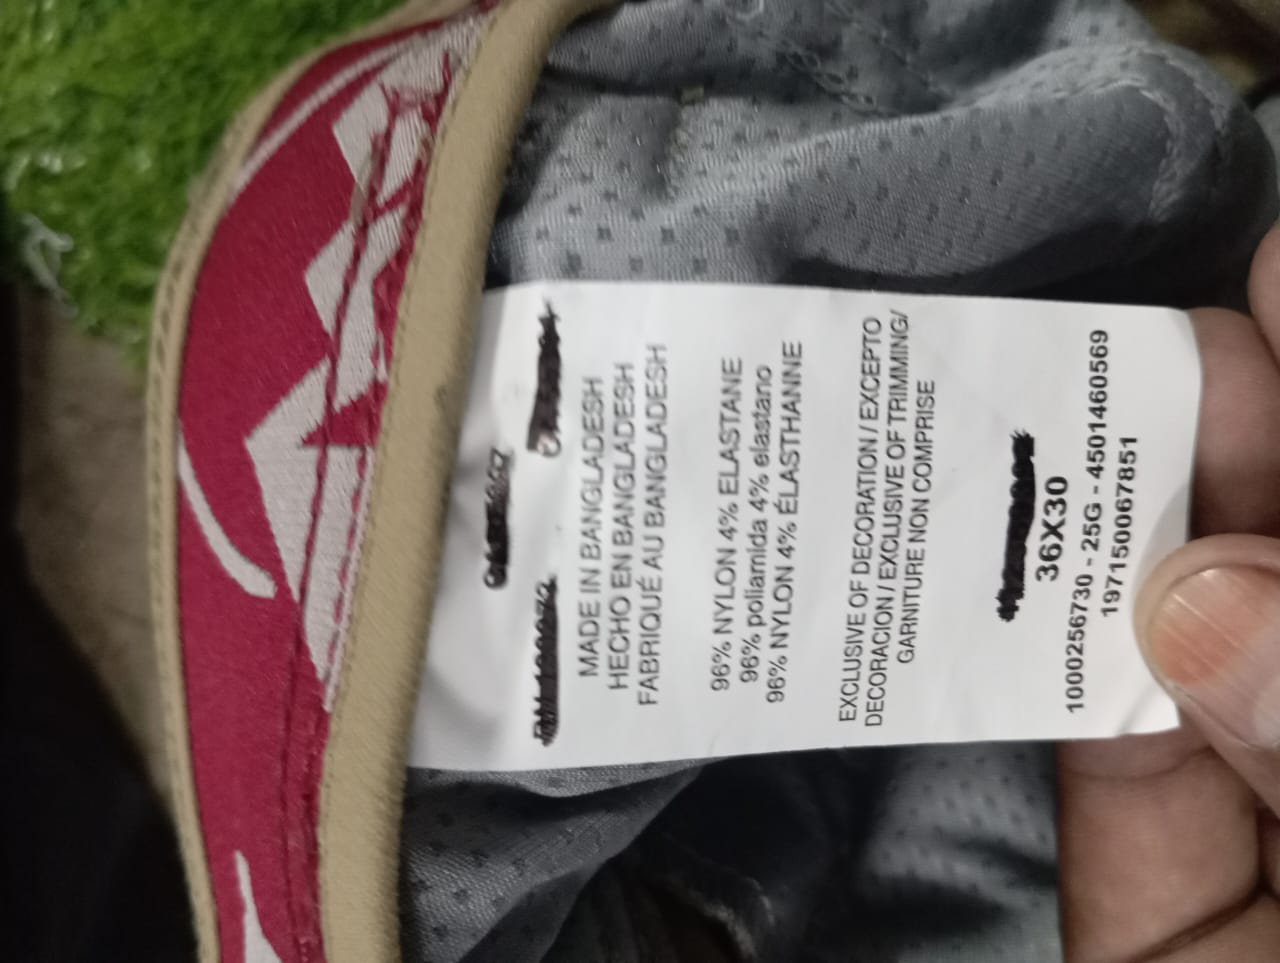 MADE IN BANGLADESH
HECHO EN BANGLADESH
FABRIQUÉ AU BANGLADESH
96% NYLON 4% ELASTANE
96% poliamida 4% elastano
96% NYLON 4% ÉLASTHANNE
EXCLUSIVE OF DECORATION / EXCEPTO
DECORACION / EXCLUSIVE OF TRIMMING/
GARNITURE NON COMPRISE
36X30
1000256730 - 25G - 4501460569
197150067851